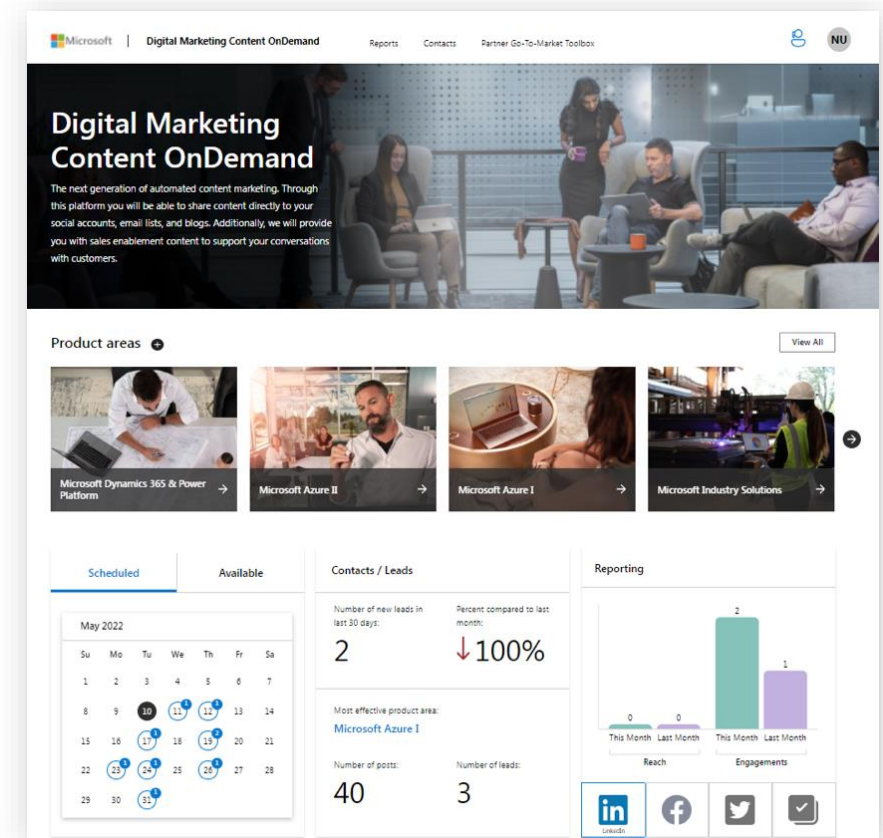 Microsoft | Digital Marketing Content OnDemand Reports Contacts Partner Go-To-Market Toolbox NU
Digital Marketing
Content OnDemand
The next generation of automated content marketing. Through
this platform you will be able to share content directly to your
social accounts, email lists, and blogs. Additionally, we will provide
you with sales enablement content to support your conversations
with customers.
Product areas
View All
Microsoft Dynamics 365 & Power
Platform
Microsoft Azure II
Microsoft Azure I
Microsoft Industry Solutions
Scheduled Available
May 2022
Su Mo Tu We Th Fr Sa
1 2 3 4 5 6 7
8 9 10 11 1 12 1 13 14
15 16 17 1 18 19 2 20 21
22 23 1 24 1 25 26 1 27 28
29 30 31 1
Contacts / Leads
Number of new leads in
last 30 days:
2
Percent compared to last
month:
↓100%
Most effective product area:
Microsoft Azure I
Number of posts:
40
Number of leads:
3
Reporting
0 0 2 1
This Month Last Month This Month Last Month
Reach Engagements
in
LinkedIn